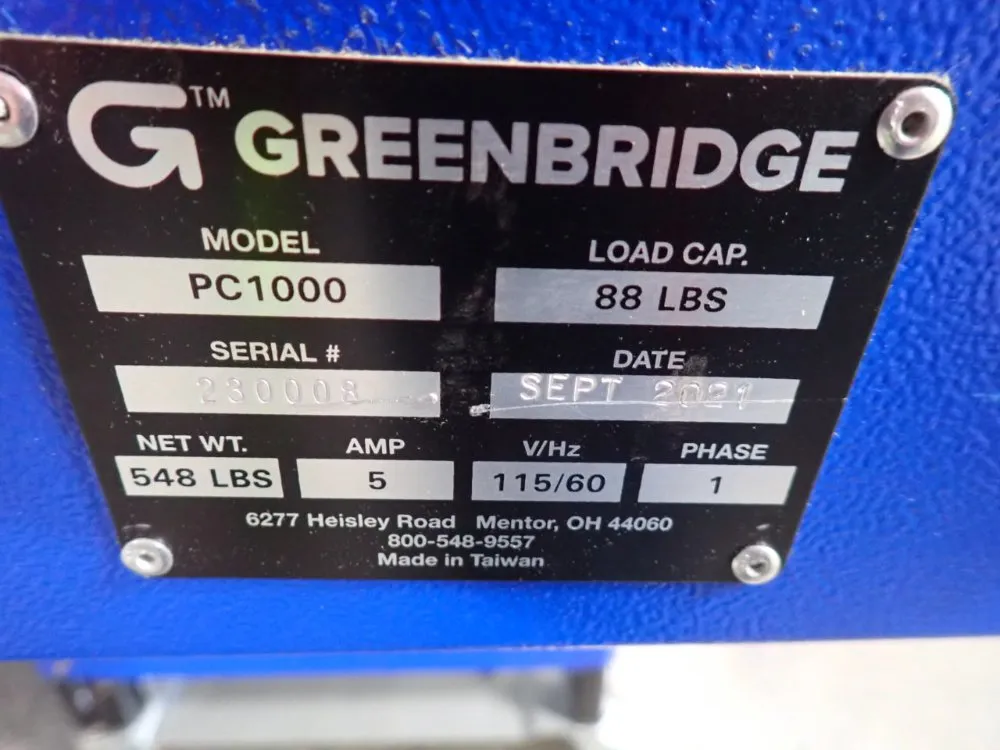 G™ GREENBRIDGE
MODEL LOAD CAP.
PC1000 88 LBS
SERIAL # DATE
230008 SEPT 2021
NET WT. AMP V/Hz PHASE
548 LBS 5 115/60 1
6277 Heisley Road Mentor, OH 44060
800-548-9557
Made in Taiwan